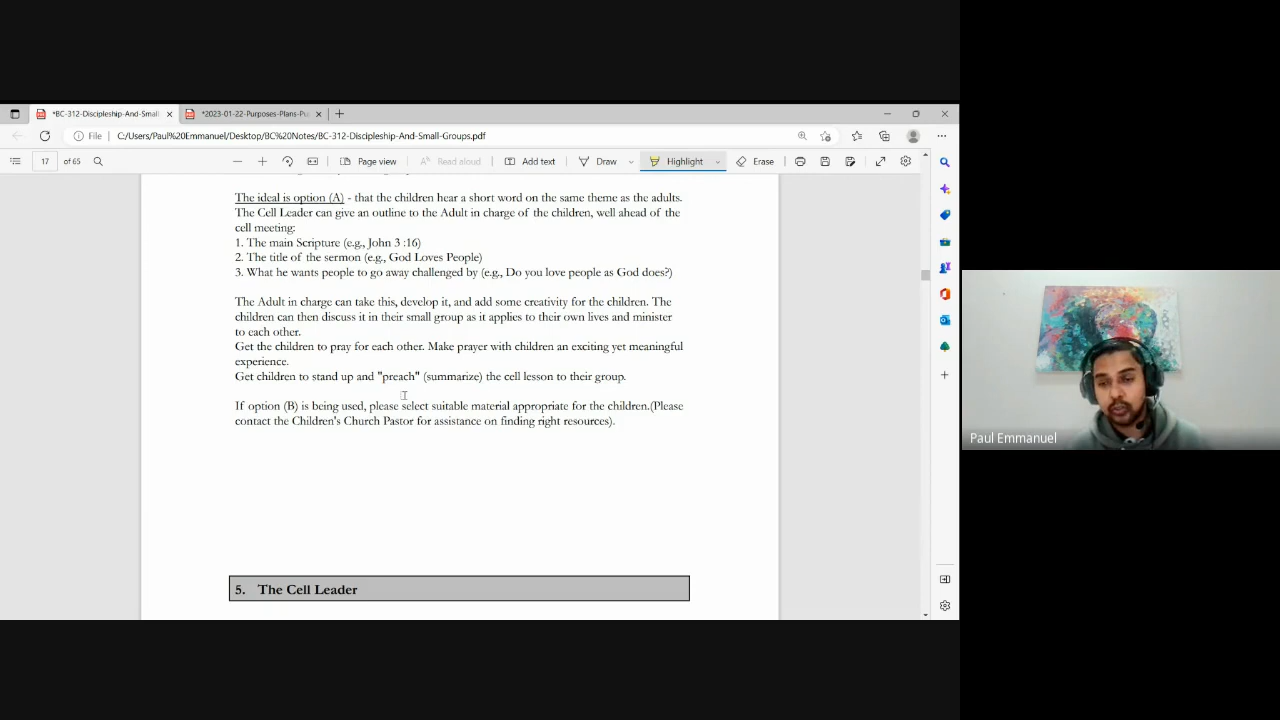 *BC-312-Discipleship-And-Small
*2023-01-22-Purposes-Plans-Pu
File C:/Users/Paul%20Emmanuel/Desktop/BC%20Notes/BC-312-Discipleship-And-Small-Groups.pdf
17 of 65 Page view Read aloud Add text Draw Highlight Erase
The ideal is option (A) - that the children hear a short word on the same theme as the adults.
The Cell Leader can give an outline to the Adult in charge of the children, well ahead of the
cell meeting:
1. The main Scripture (e.g., John 3 :16)
2. The title of the sermon (e.g., God Loves People)
3. What he wants people to go away challenged by (e.g., Do you love people as God does?)
The Adult in charge can take this, develop it, and add some creativity for the children. The
children can then discuss it in their small group as it applies to their own lives and minister
to each other.
Get the children to pray for each other. Make prayer with children an exciting yet meaningful
experience.
Get children to stand up and "preach" (summarize) the cell lesson to their group.
If option (B) is being used, please select suitable material appropriate for the children.(Please
contact the Children's Church Pastor for assistance on finding right resources).
5. The Cell Leader
Paul Emmanuel